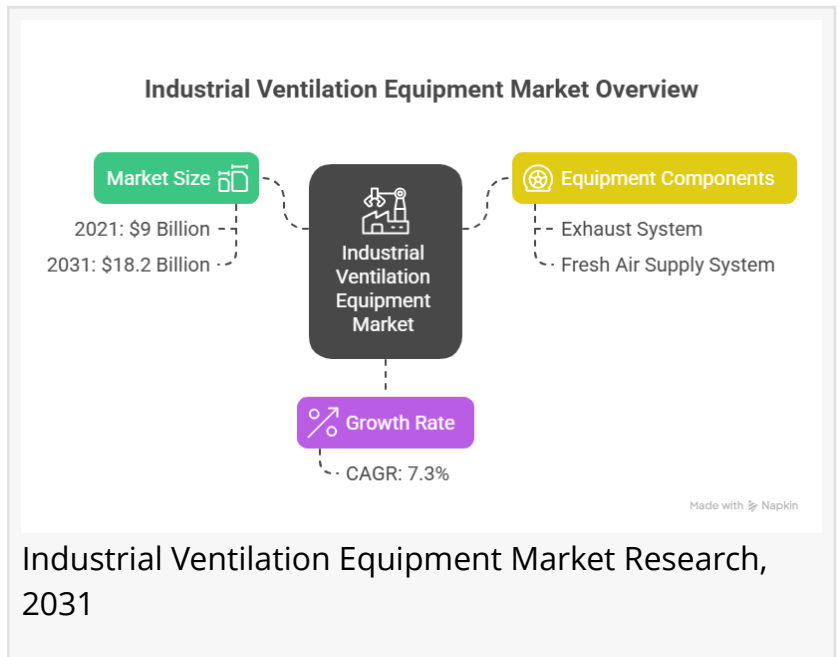 Industrial Ventilation Equipment Market Overview
Market Size
2021: $9 Billion
2031: $18.2 Billion
Industrial
Ventilation
Equipment
Market
Equipment Components
Exhaust System
Fresh Air Supply System
Growth Rate
CAGR: 7.3%
Made with Napkin
Industrial Ventilation Equipment Market Research,
2031